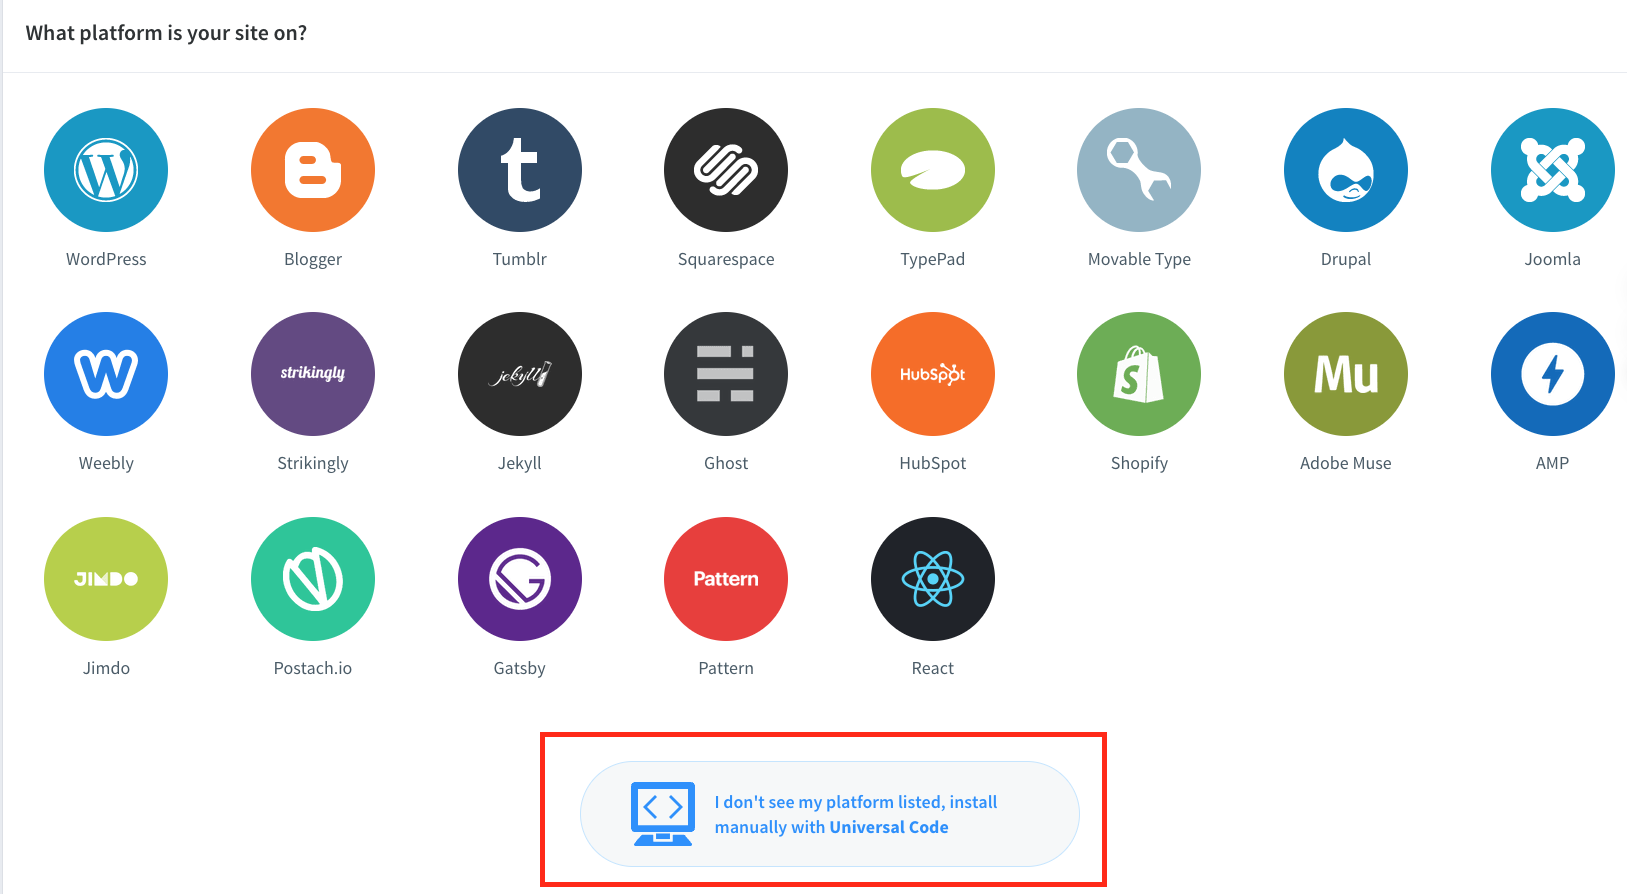 What platform is your site on?
WordPress
Blogger
Tumblr
Squarespace
TypePad
Movable Type
Drupal
Joomla
strikingly
jekyll
HubSpot
Mu
Weebly
Strikingly
Jekyll
Ghost
HubSpot
Shopify
Adobe Muse
AMP
JIMDO
Pattern
Jimdo
Postach.io
Gatsby
Pattern
React
I don't see my platform listed, install
manually with Universal Code